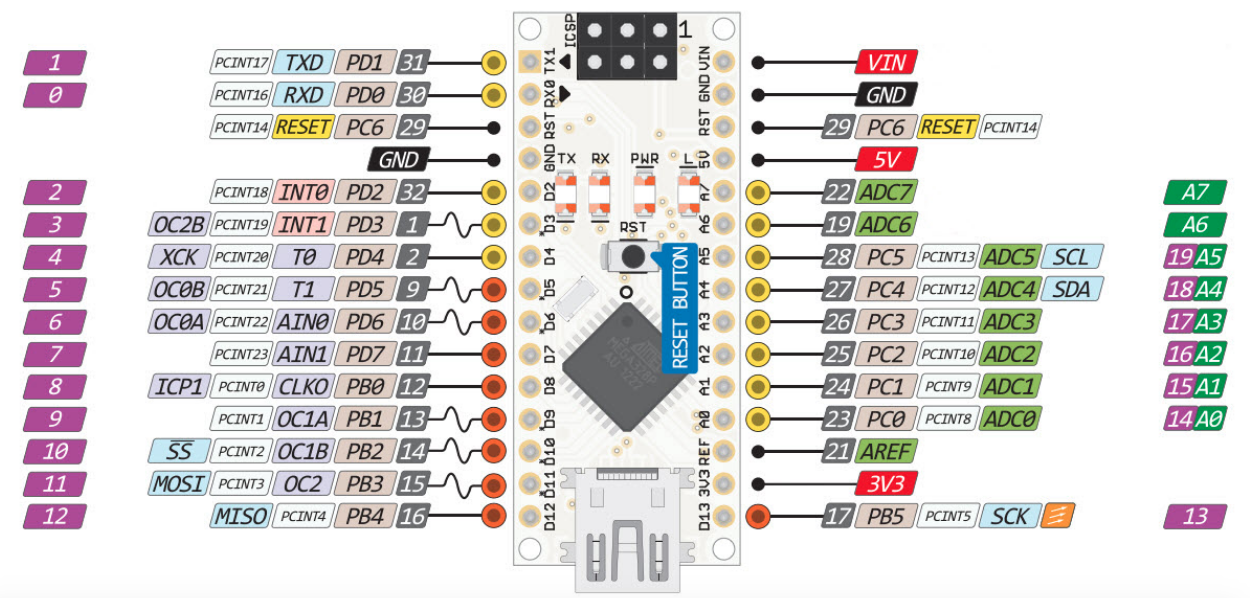 ICSP 1
1 PCINT17 TXD PD1 31 TX1 VIN VIN
0 PCINT16 RXD PD0 30 RX0 GND GND
PCINT14 RESET PC6 29 RST RST 29 PC6 RESET PCINT14
GND GND 5V 5V
TX RX PWR L
2 PCINT18 INT0 PD2 32 D2 A7 22 ADC7 A7
3 OC2B PCINT19 INT1 PD3 1 *D3 A6 19 ADC6 A6
RST
4 XCK PCINT20 T0 PD4 2 D4 A5 28 PC5 PCINT13 ADC5 SCL 19 A5
RESET BUTTON
5 OC0B PCINT21 T1 PD5 9 *D5 A4 27 PC4 PCINT12 ADC4 SDA 18 A4
6 OC0A PCINT22 AIN0 PD6 10 *D6 A3 26 PC3 PCINT11 ADC3 17 A3
7 PCINT23 AIN1 PD7 11 D7 A2 25 PC2 PCINT10 ADC2 16 A2
MEGA328P
AU 1222
8 ICP1 PCINT0 CLKO PB0 12 D8 A1 24 PC1 PCINT9 ADC1 15 A1
9 PCINT1 OC1A PB1 13 *D9 A0 23 PC0 PCINT8 ADC0 14 A0
10 SS PCINT2 OC1B PB2 14 *D10 REF 21 AREF
11 MOSI PCINT3 OC2 PB3 15 *D11 3V3 3V3
12 MISO PCINT4 PB4 16 D12 D13 17 PB5 PCINT5 SCK 13